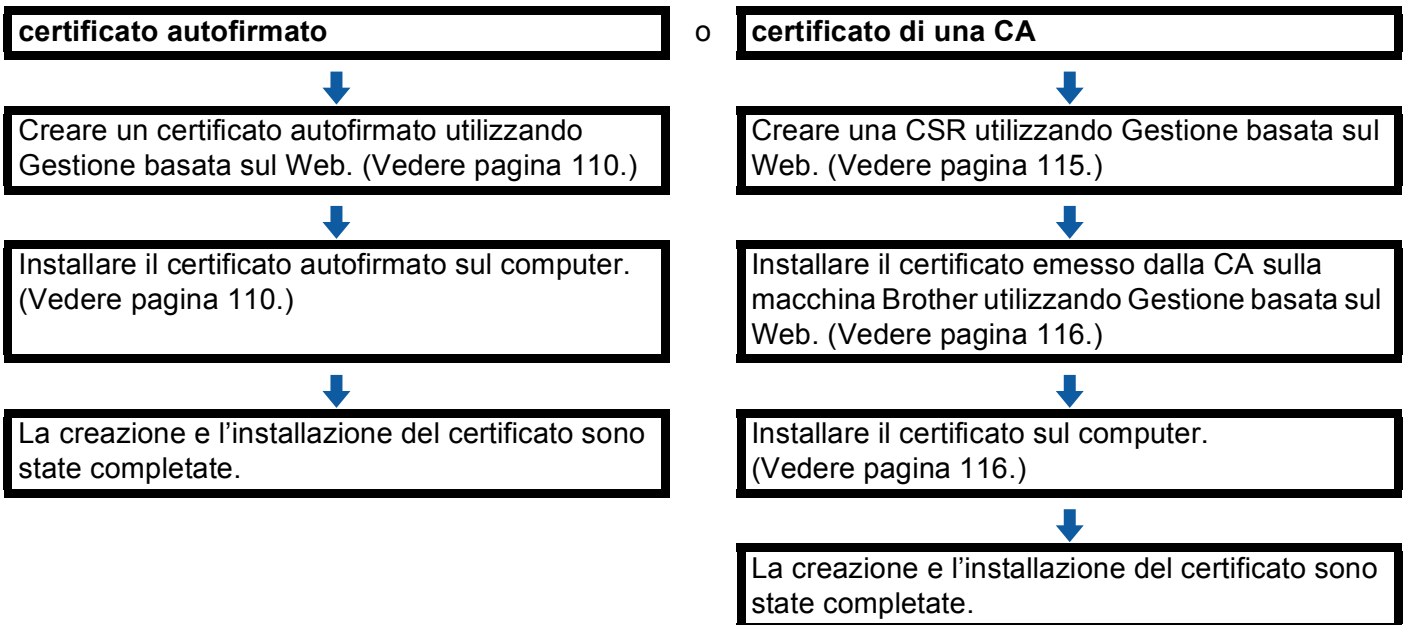 certificato autofirmato
o
certificato di una CA
Creare un certificato autofirmato utilizzando
Gestione basata sul Web. (Vedere pagina 110.)
Creare una CSR utilizzando Gestione basata sul
Web. (Vedere pagina 115.)
Installare il certificato autofirmato sul computer.
(Vedere pagina 110.)
Installare il certificato emesso dalla CA sulla
macchina Brother utilizzando Gestione basata sul
Web. (Vedere pagina 116.)
La creazione e l’installazione del certificato sono
state completate.
Installare il certificato sul computer.
(Vedere pagina 116.)
La creazione e l’installazione del certificato sono
state completate.